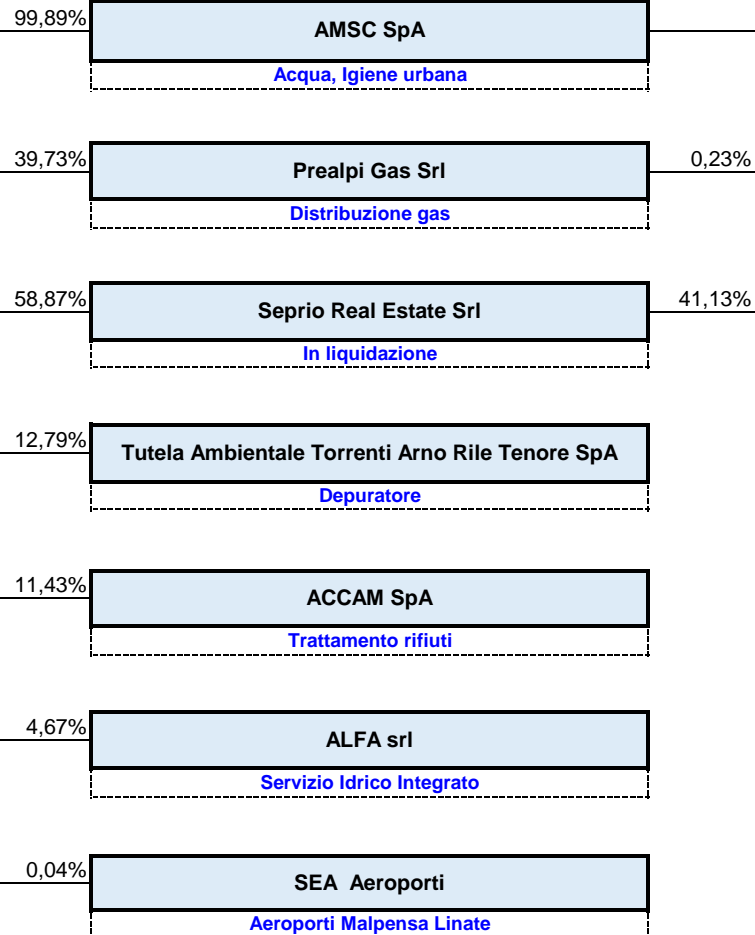 99,89%
AMSC SpA
Acqua, Igiene urbana
39,73%
Prealpi Gas Srl
0,23%
Distribuzione gas
58,87%
Seprio Real Estate Srl
41,13%
In liquidazione
12,79%
Tutela Ambientale Torrenti Arno Rile Tenore SpA
Depuratore
11,43%
ACCAM SpA
Trattamento rifiuti
4,67%
ALFA srl
Servizio Idrico Integrato
0,04%
SEA Aeroporti
Aeroporti Malpensa Linate